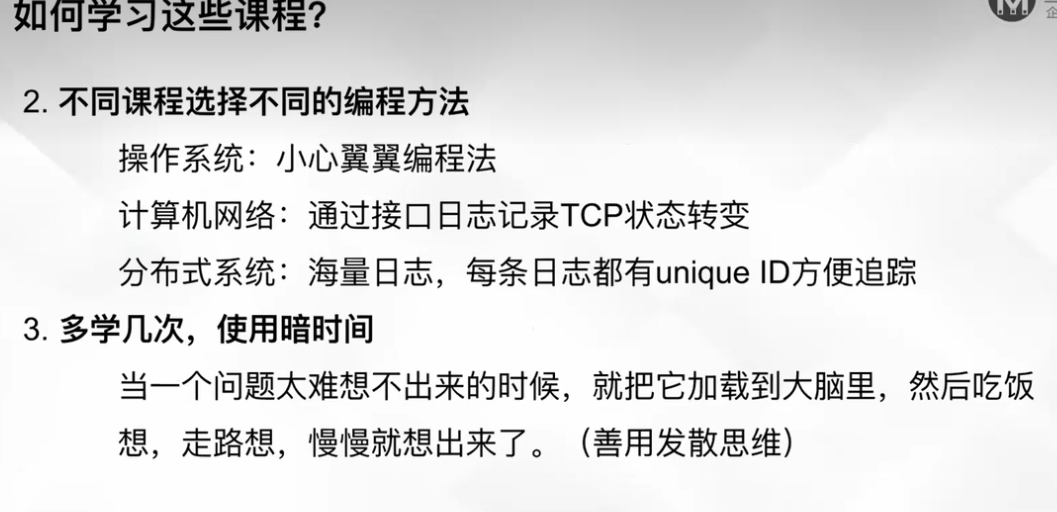 如何学习这些课程?
2. 不同课程选择不同的编程方法
操作系统：小心翼翼编程法
计算机网络：通过接口日志记录TCP状态转变
分布式系统：海量日志，每条日志都有unique ID方便追踪
3. 多学几次，使用暗时间
当一个问题太难想不出来的时候，就把它加载到大脑里，然后吃饭
想，走路想，慢慢就想出来了。（善用发散思维）